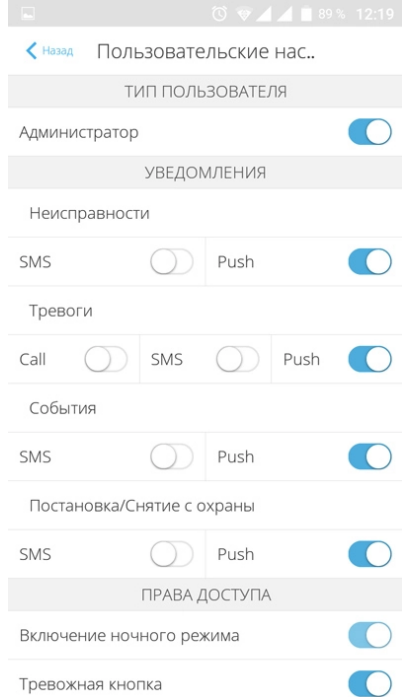 89 % 12:19
Назад Пользовательские нас..
ТИП ПОЛЬЗОВАТЕЛЯ
Администратор
УВЕДОМЛЕНИЯ
Неисправности
SMS Push
Тревоги
Call SMS Push
События
SMS Push
Постановка/Снятие с охраны
SMS Push
ПРАВА ДОСТУПА
Включение ночного режима
Тревожная кнопка